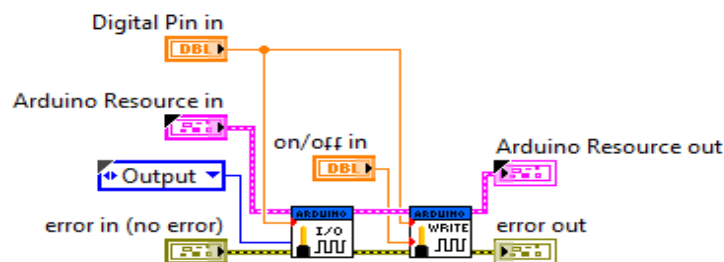 Digital Pin in
DBL
Arduino Resource in
on/off in
DBL
Arduino Resource out
Output
ARDUINO
I/O
ARDUINO
WRITE
error in (no error)
error out